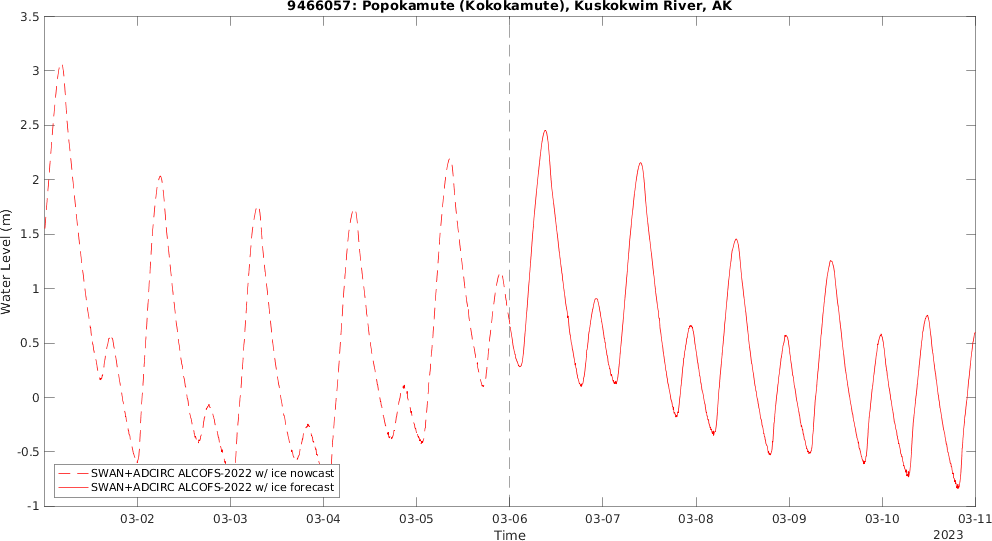 9466057: Popokamute (Kokokamute), Kuskokwim River, AK
Water Level (m)
3.5
3
2.5
2
1.5
1
0.5
0
-0.5
-1
SWAN+ADCIRC ALCOFS-2022 w/ ice nowcast
SWAN+ADCIRC ALCOFS-2022 w/ ice forecast
03-02 03-03 03-04 03-05 03-06 03-07 03-08 03-09 03-10 03-11
Time
2023